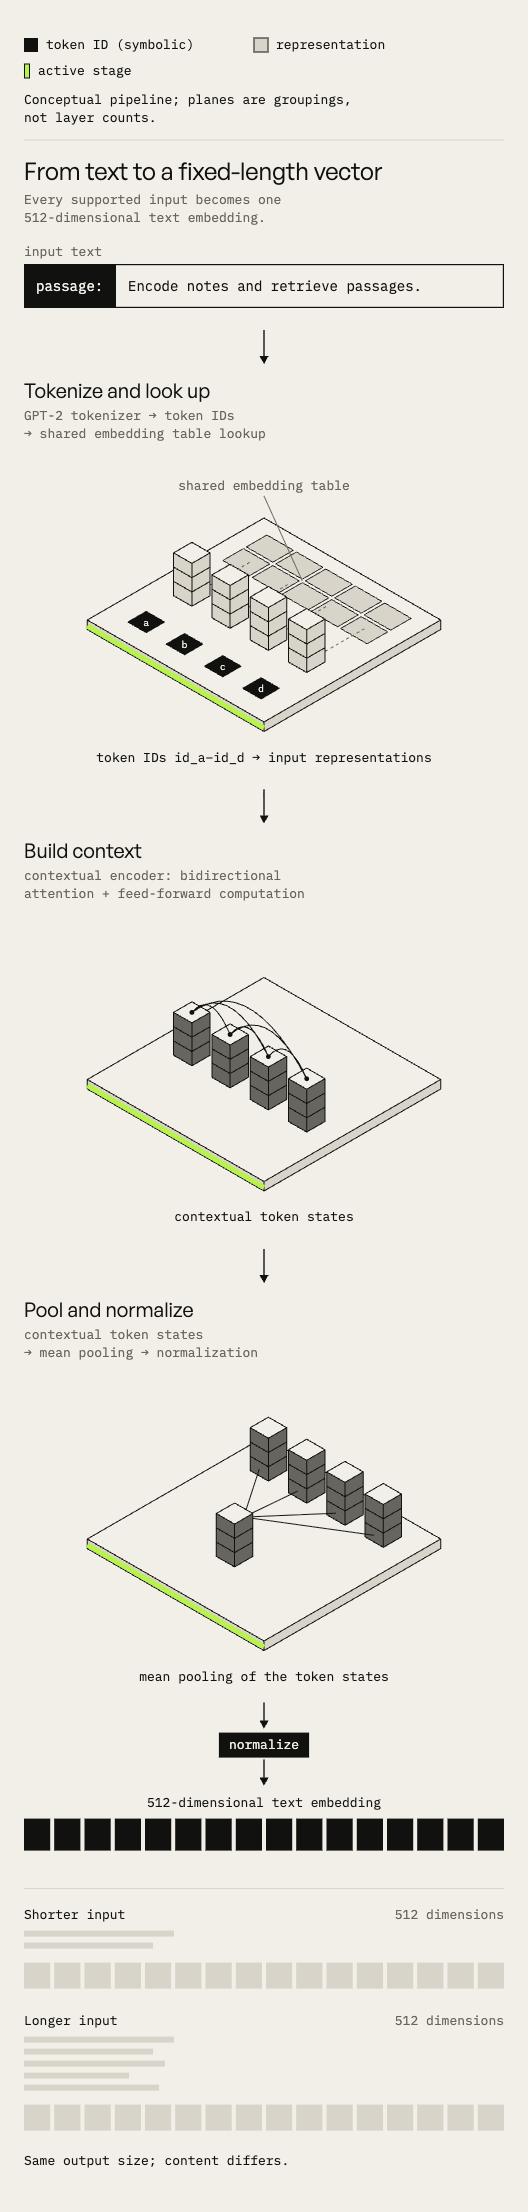 token ID (symbolic)
representation
active stage
Conceptual pipeline; planes are groupings,
not layer counts.
From text to a fixed-length vector
Every supported input becomes one
512-dimensional text embedding.
input text
passage: Encode notes and retrieve passages.
Tokenize and look up
GPT-2 tokenizer → token IDs
→ shared embedding table lookup
shared embedding table
a
b
c
d
token IDs id_a–id_d → input representations
Build context
contextual encoder: bidirectional
attention + feed-forward computation
contextual token states
Pool and normalize
contextual token states
→ mean pooling → normalization
mean pooling of the token states
normalize
512-dimensional text embedding
Shorter input
512 dimensions
Longer input
512 dimensions
Same output size; content differs.